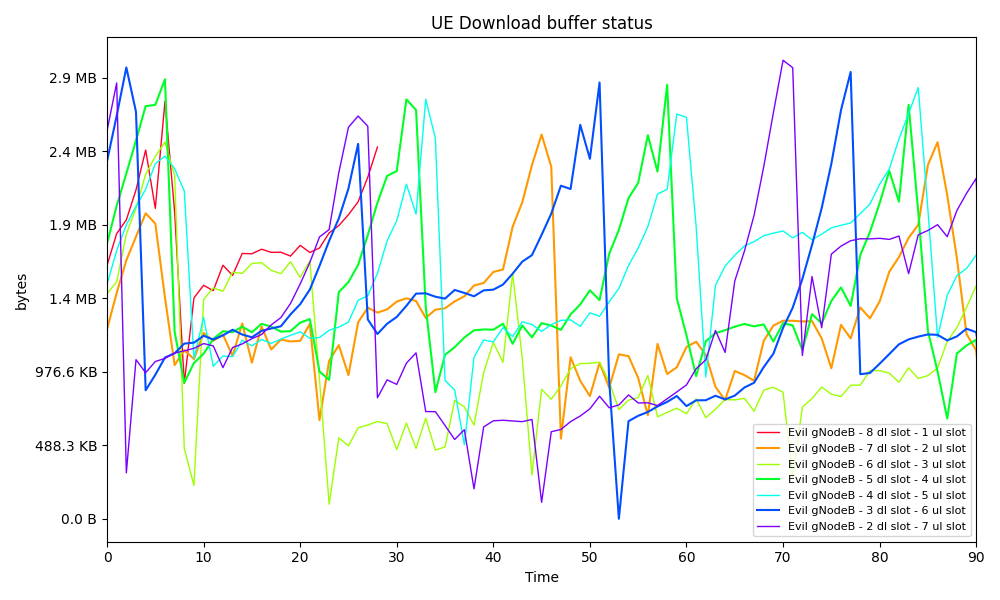 UE Download buffer status
bytes
2.9 MB
2.4 MB
1.9 MB
1.4 MB
976.6 KB
488.3 KB
0.0 B
Evil gNodeB - 8 dl slot - 1 ul slot
Evil gNodeB - 7 dl slot - 2 ul slot
Evil gNodeB - 6 dl slot - 3 ul slot
Evil gNodeB - 5 dl slot - 4 ul slot
Evil gNodeB - 4 dl slot - 5 ul slot
Evil gNodeB - 3 dl slot - 6 ul slot
Evil gNodeB - 2 dl slot - 7 ul slot
0 10 20 30 40 50 60 70 80 90
Time